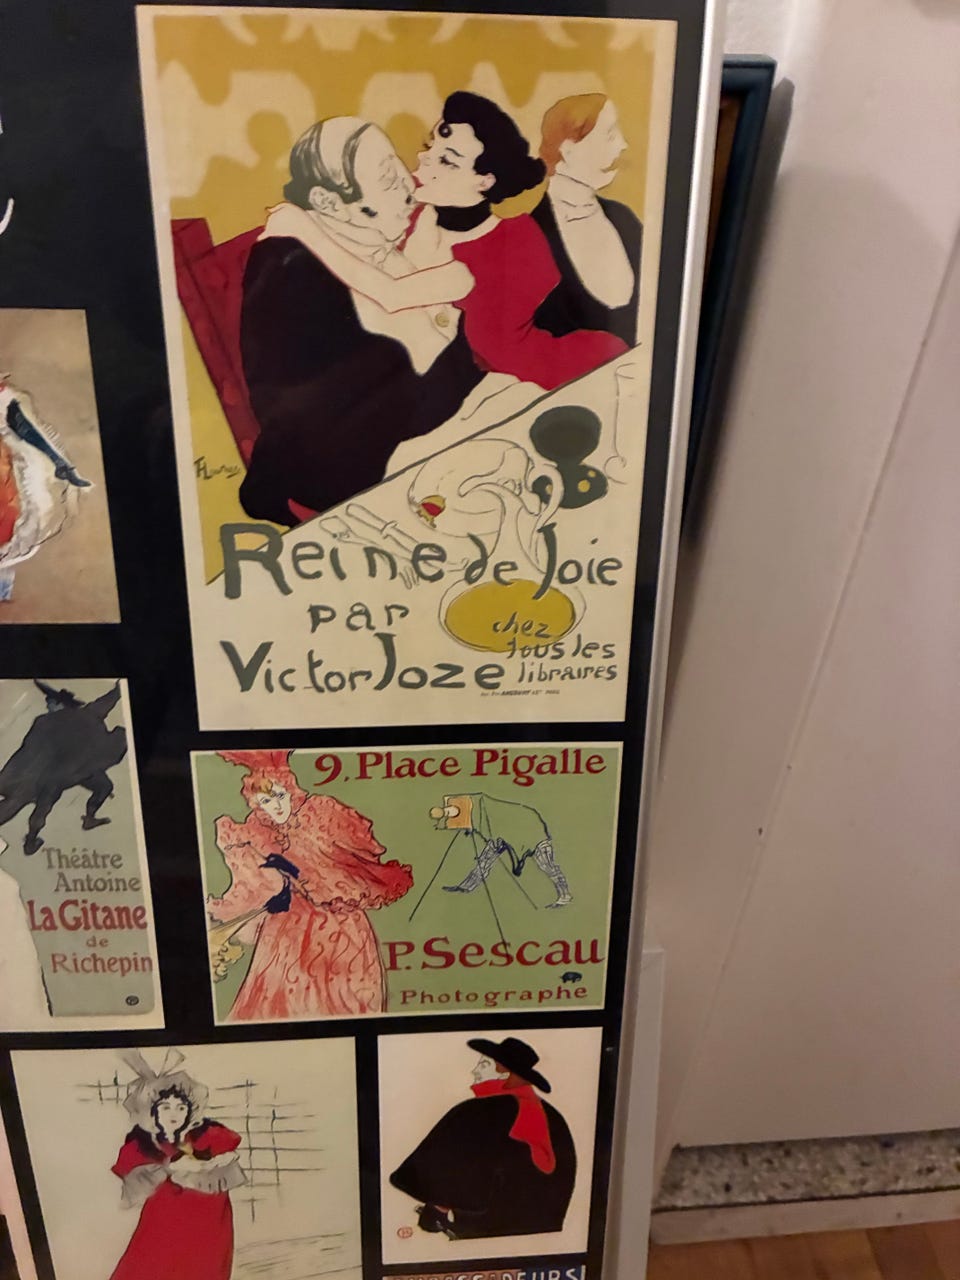 Reine de Joie
par
chez
Victor Joze
tous les
libraires
9, Place Pigalle
P. Sescau
Photographe
Théâtre
Antoine
La Gitane
de
Richepin